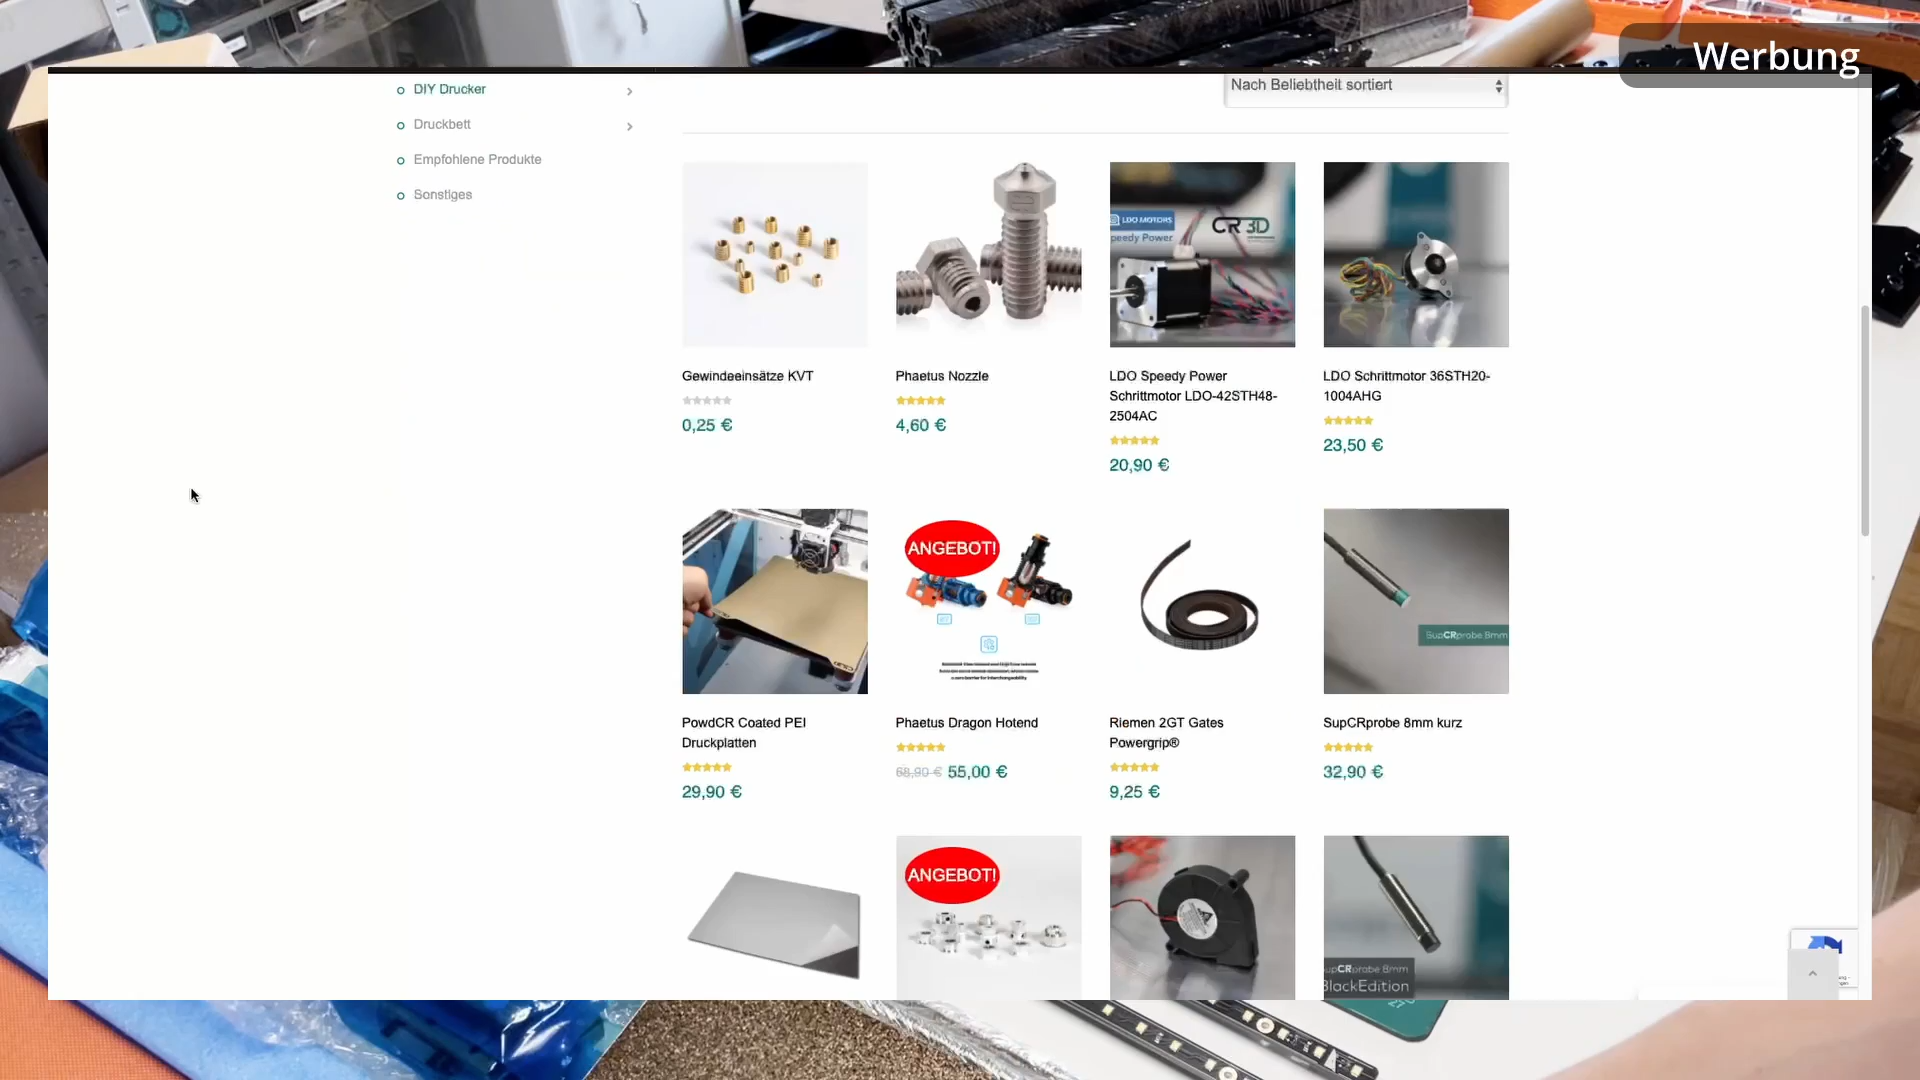 Werbung
DIY Drucker
Druckbett
Empfohlene Produkte
Sonstiges
Nach Beliebtheit sortiert
LDO MOTORS
peedy Power
CR 3D
Gewindeeinsätze KVT
0,25 €
Phaetus Nozzle
4,60 €
LDO Speedy Power
Schrittmotor LDO-42STH48-
2504AC
20,90 €
LDO Schrittmotor 36STH20-
1004AHG
23,50 €
ANGEBOT!
SupCRprobe 8mm
PowdCR Coated PEI
Druckplatten
29,90 €
Phaetus Dragon Hotend
68,90 € 55,00 €
Riemen 2GT Gates
Powergrip®
9,25 €
SupCRprobe 8mm kurz
32,90 €
ANGEBOT!
upCRprobe 8mm
BlackEdition